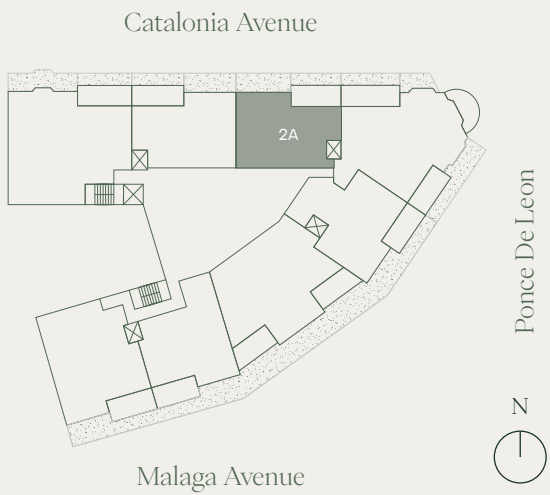 Catalonia Avenue
2A
Ponce De Leon
N
Malaga Avenue